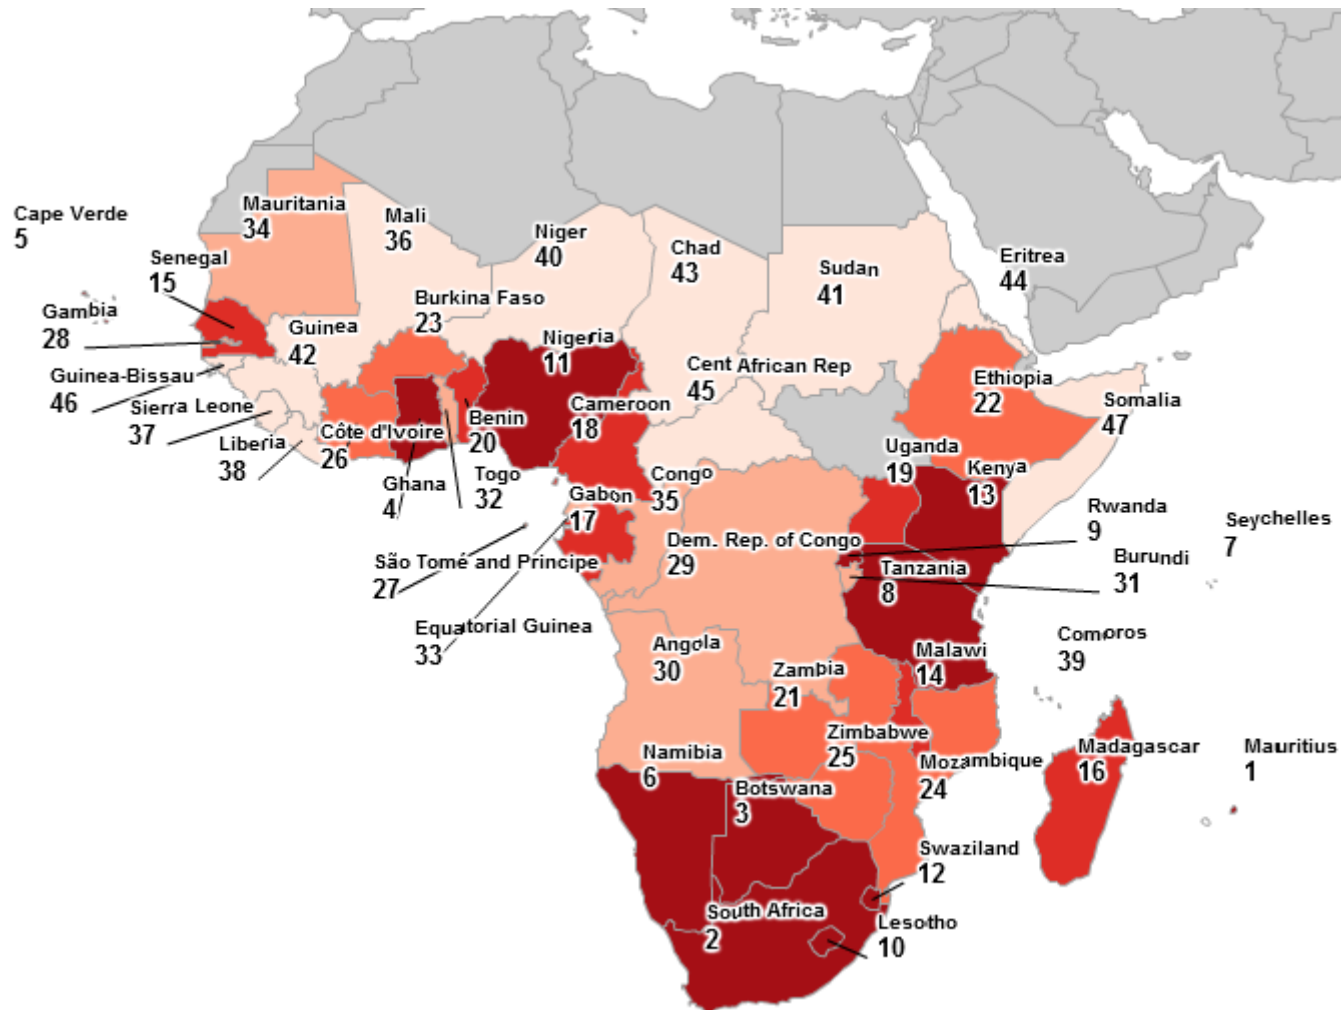 Cape Verde
5
Mauritania
34
Mali
36
Niger
40
Chad
43
Sudan
41
Eritrea
44
Senegal
15
Gambia
28
Guinea
42
Burkina Faso
23
Nigeria
11
Cent African Rep
45
Ethiopia
22
Somalia
47
Guinea-Bissau
46
Sierra Leone
37
Liberia
38
Côte d'Ivoire
26
Ghana
4
Togo
32
Benin
20
Cameroon
18
Uganda
19
Kenya
13
Congo
35
Gabon
17
Rwanda
9
Seychelles
7
São Tomé and Principe
27
Dem. Rep. of Congo
29
Tanzania
8
Burundi
31
Equatorial Guinea
33
Angola
30
Zambia
21
Malawi
14
Comoros
39
Namibia
6
Zimbabwe
25
Mozambique
24
Madagascar
16
Mauritius
1
Botswana
3
Swaziland
12
South Africa
2
Lesotho
10